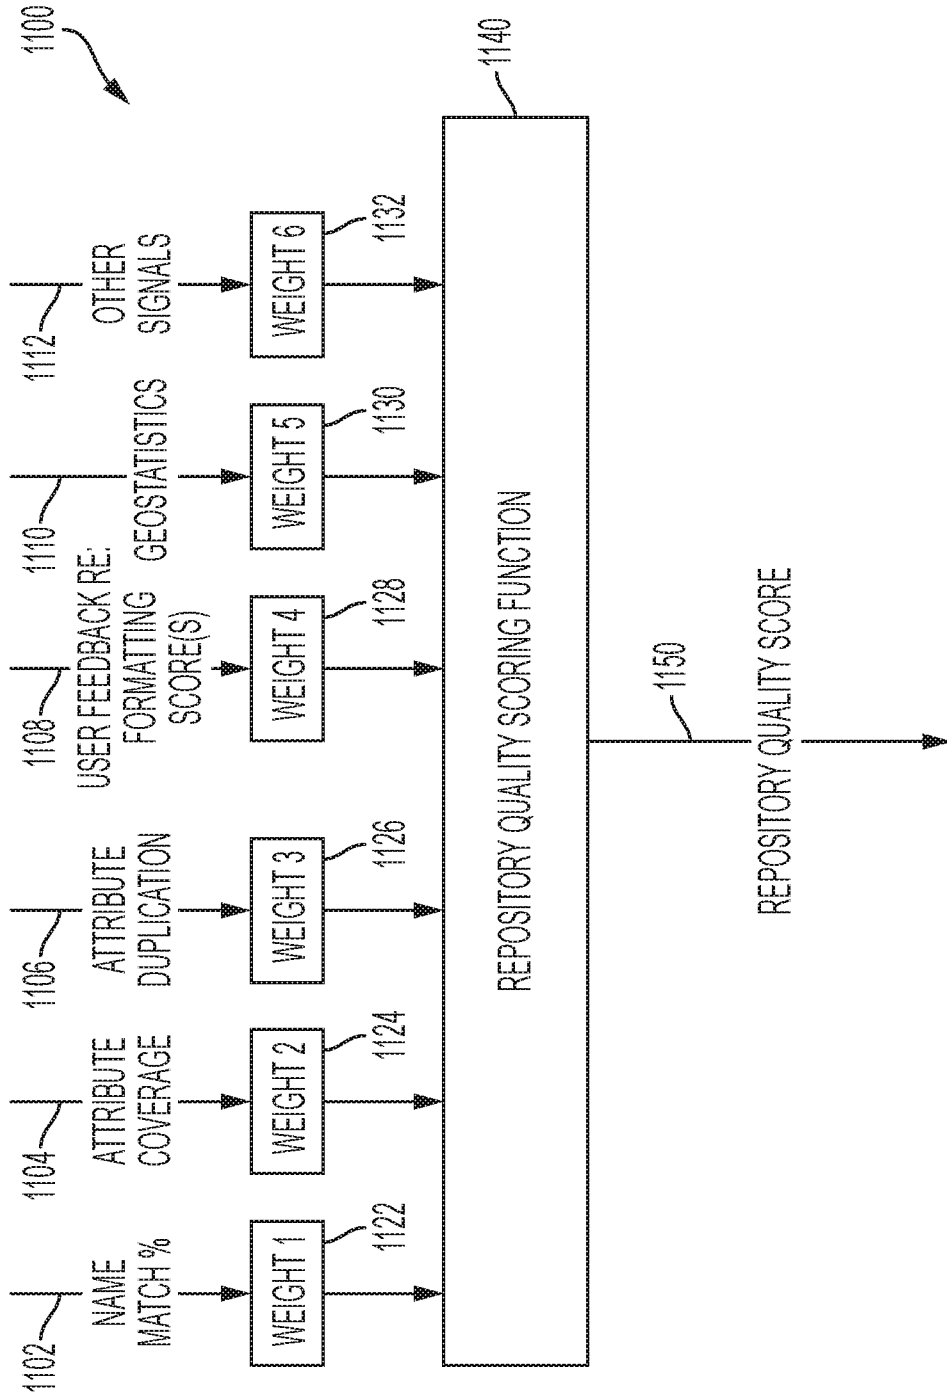 1100
1102
NAME
MATCH %
1104
ATTRIBUTE
COVERAGE
1106
ATTRIBUTE
DUPLICATION
1108
USER FEEDBACK RE:
FORMATTING
SCORE(S)
1110
GEOSTATISTICS
1112
OTHER
SIGNALS
WEIGHT 1
1122
WEIGHT 2
1124
WEIGHT 3
1126
WEIGHT 4
1128
WEIGHT 5
1130
WEIGHT 6
1132
1140
REPOSITORY QUALITY SCORING FUNCTION
1150
REPOSITORY QUALITY SCORE